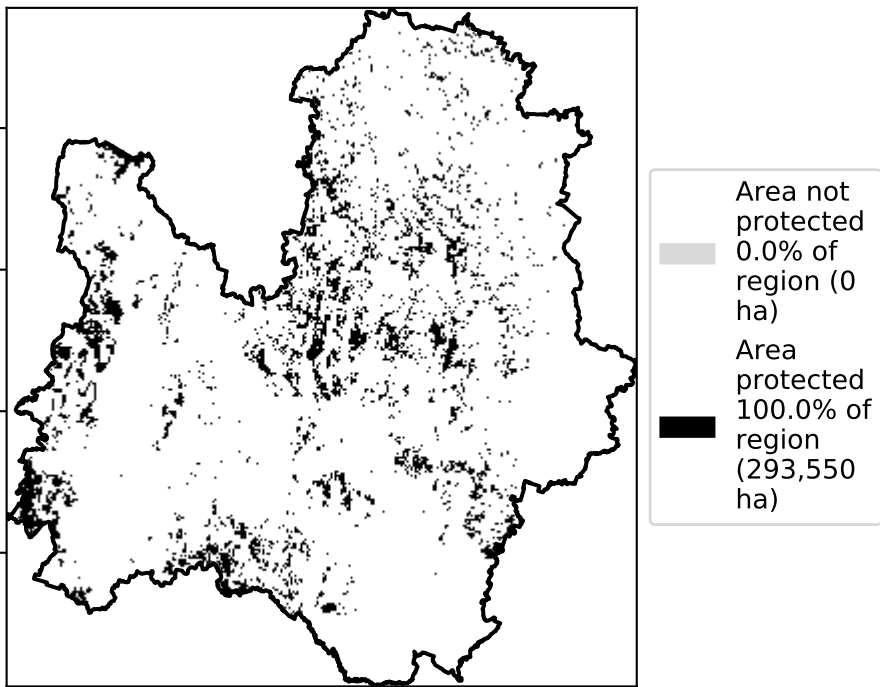 Area not
protected
0.0% of
region (0
ha)
Area
protected
100.0% of
region
(293,550
ha)